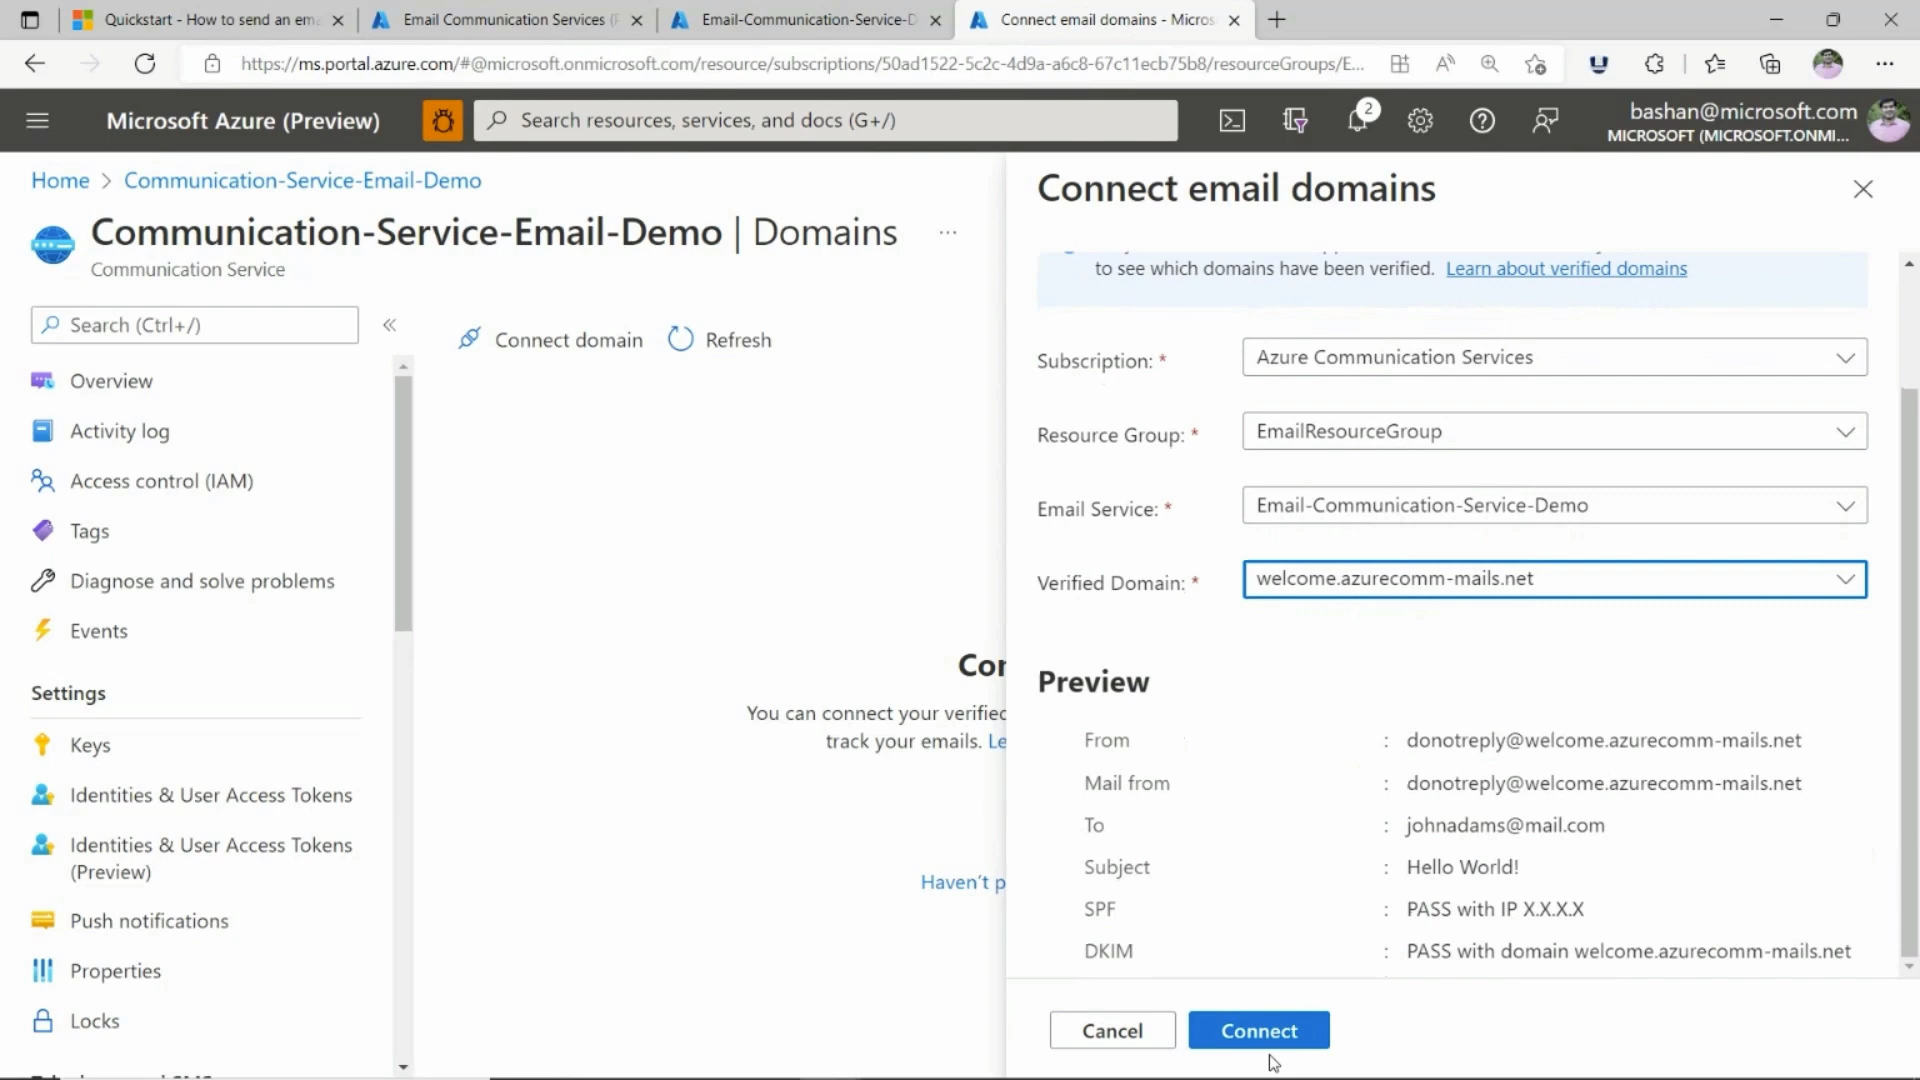 Quickstart - How to send an ema
Email Communication Services (P
Email-Communication-Service-D
Connect email domains - Micros
https://ms.portal.azure.com/#@microsoft.onmicrosoft.com/resource/subscriptions/50ad1522-5c2c-4d9a-a6c8-67c11ecb75b8/resourceGroups/E...
Microsoft Azure (Preview)
Search resources, services, and docs (G+/)
2
bashan@microsoft.com
MICROSOFT (MICROSOFT.ONMI...
Home > Communication-Service-Email-Demo
Communication-Service-Email-Demo | Domains ...
Communication Service
Search (Ctrl+/)
Connect domain
Refresh
Overview
Activity log
Access control (IAM)
Tags
Diagnose and solve problems
Events
Settings
Keys
Identities & User Access Tokens
Identities & User Access Tokens
(Preview)
Push notifications
Properties
Locks
Con
You can connect your verified
track your emails. Le
Haven't p
Connect email domains
to see which domains have been verified. Learn about verified domains
Subscription: * Azure Communication Services
Resource Group: * EmailResourceGroup
Email Service: * Email-Communication-Service-Demo
Verified Domain: * welcome.azurecomm-mails.net
Preview
From : donotreply@welcome.azurecomm-mails.net
Mail from : donotreply@welcome.azurecomm-mails.net
To : johnadams@mail.com
Subject : Hello World!
SPF : PASS with IP X.X.X.X
DKIM : PASS with domain welcome.azurecomm-mails.net
Cancel
Connect